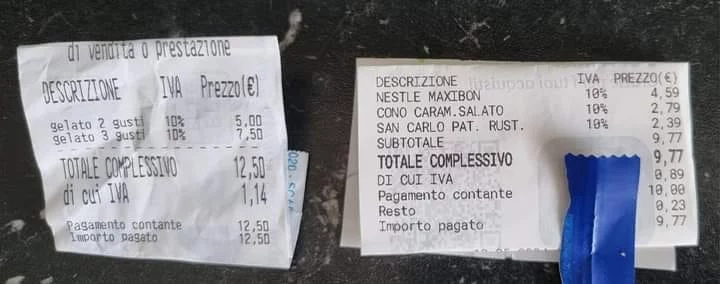 di vendita o prestazione
DESCRIZIONE IVA Prezzo(€)
gelato 2 gusti 10% 5,00
gelato 3 gusti 10% 7,50
TOTALE COMPLESSIVO 12,50
di cui IVA 1,14
Pagamento contante 12,50
Importo pagato 12,50
DESCRIZIONE IVA PREZZO(€)
NESTLE MAXIBON 10% 4,59
CONO CARAM.SALATO 10% 2,79
SAN CARLO PAT. RUST. 10% 2,39
SUBTOTALE 9,77
TOTALE COMPLESSIVO 9,77
DI CUI IVA 0,89
Pagamento contante 10,00
Resto 0,23
Importo pagato 9,77